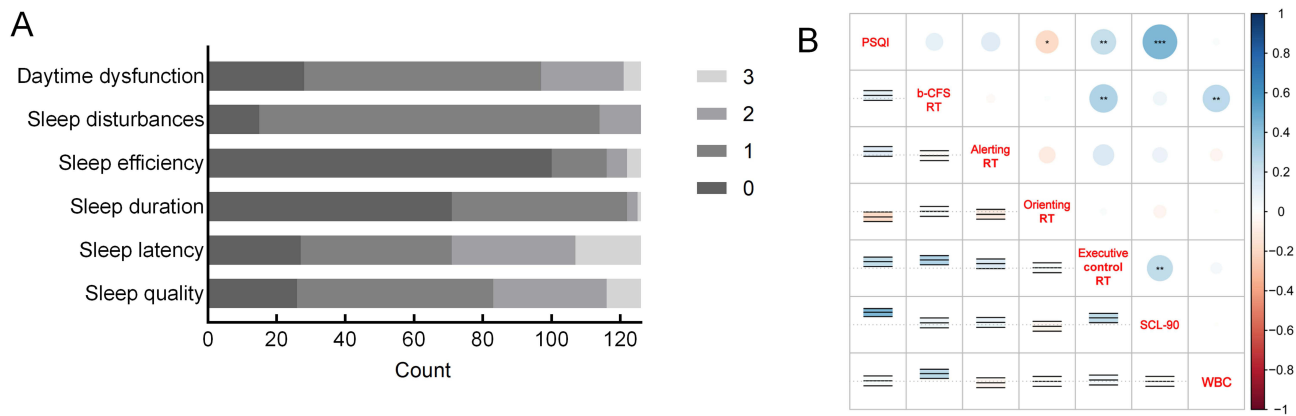 A
Daytime dysfunction
Sleep disturbances
Sleep efficiency
Sleep duration
Sleep latency
Sleep quality
0 20 40 60 80 100 120
Count
3
2
1
0
B
PSQI * ** ***
b-CFS
RT
** **
Alerting
RT
Orienting
RT
Executive
control
RT
**
SCL-90
WBC
1
0.8
0.6
0.4
0.2
0
−0.2
−0.4
−0.6
−0.8
−1